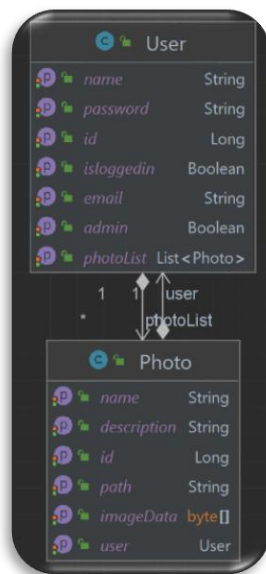 User
name String
password String
id Long
isloggedin Boolean
email String
admin Boolean
photoList List<Photo>
1 1 user
* photoList
Photo
name String
description String
id Long
path String
imageData byte[]
user User